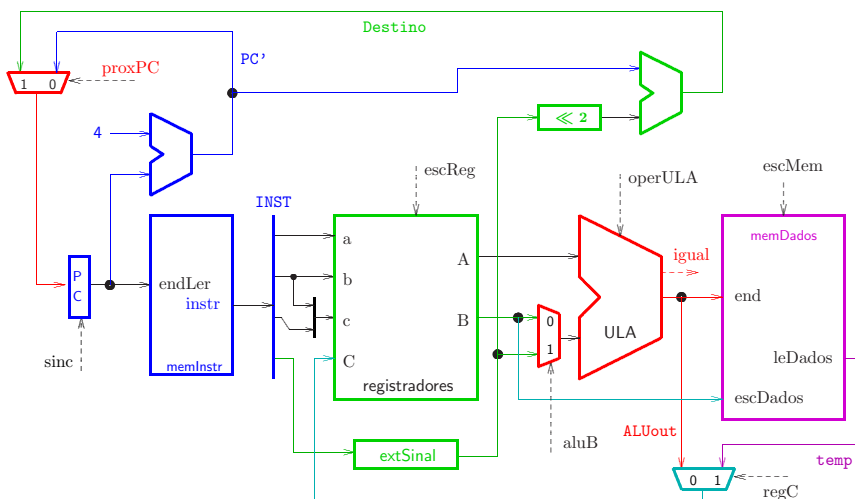 Destino
PC'
proxPC
1 0
≪ 2
4
escReg
operULA
escMem
INST
memDados
igual
a
A
P
C
endLer
instr
b
c
B
0
1
ULA
end
sinc
memInstr
C
registradores
leDados
escDados
extSinal
aluB
ALUout
temp
0 1
regC